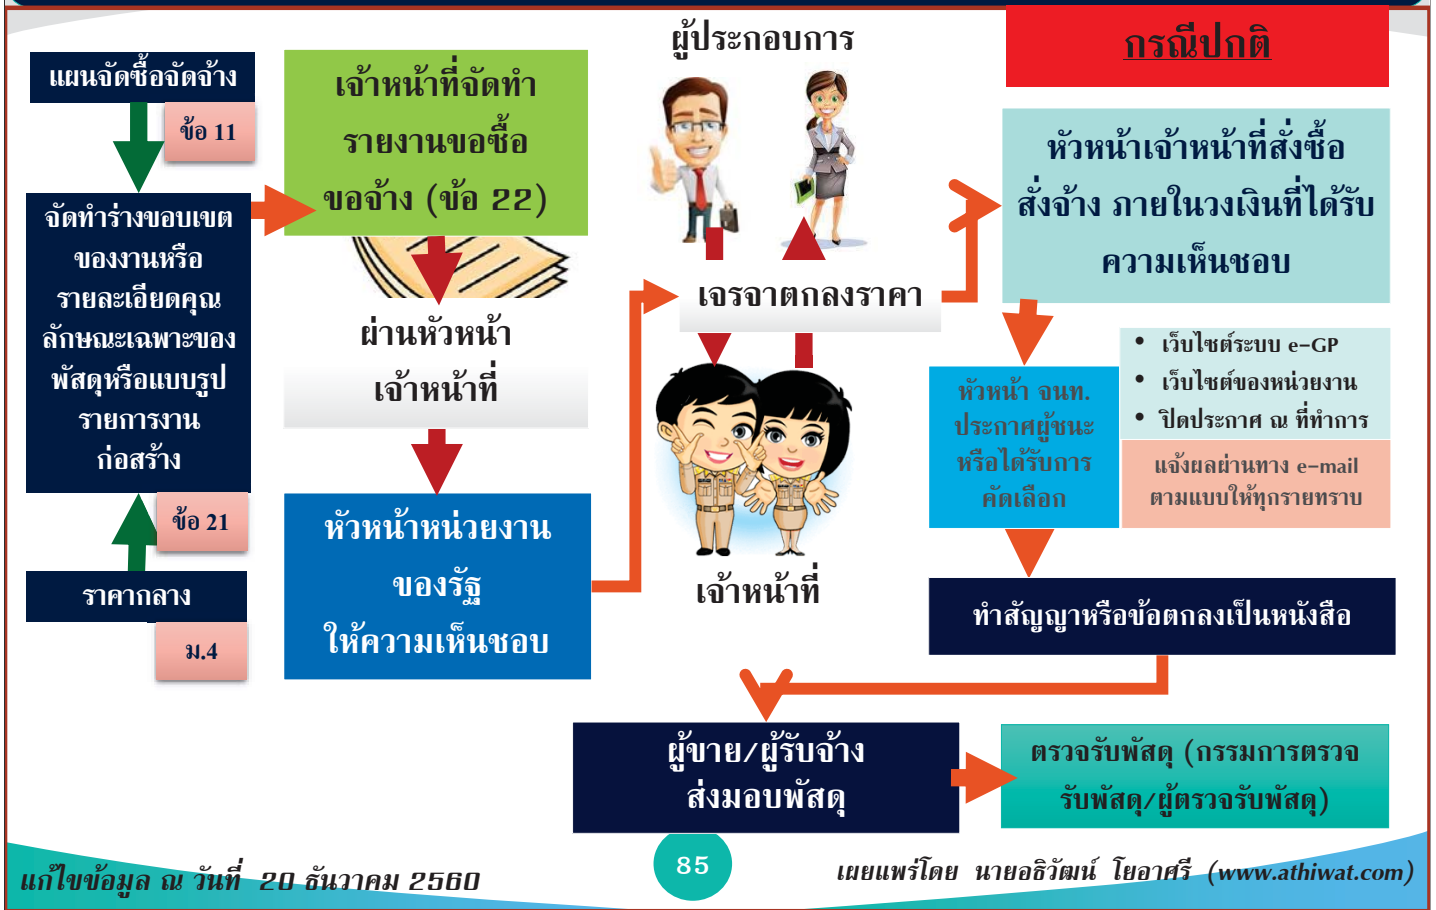 แผนจัดซื้อจัดจ้าง
ข้อ 11
จัดทำร่างขอบเขต
ของงานหรือ
รายละเอียดคุณ
ลักษณะเฉพาะของ
พัสดุหรือแบบรูป
รายการงาน
ก่อสร้าง
ข้อ 21
ราคากลาง
ม.4
เจ้าหน้าที่จัดทำ
รายงานขอซื้อ
ขอจ้าง (ข้อ 22)
ผ่านหัวหน้า
เจ้าหน้าที่
หัวหน้าหน่วยงาน
ของรัฐ
ให้ความเห็นชอบ
ผู้ประกอบการ
เจรจาตกลงราคา
เจ้าหน้าที่
กรณีปกติ
หัวหน้าเจ้าหน้าที่สั่งซื้อ
สั่งจ้าง ภายในวงเงินที่ได้รับ
ความเห็นชอบ
หัวหน้า จนท.
ประกาศผู้ชนะ
หรือได้รับการ
คัดเลือก
• เว็บไซต์ระบบ e-GP
• เว็บไซต์ของหน่วยงาน
• ปิดประกาศ ณ ที่ทำการ
แจ้งผลผ่านทาง e-mail
ตามแบบให้ทุกรายทราบ
ทำสัญญาหรือข้อตกลงเป็นหนังสือ
ผู้ขาย/ผู้รับจ้าง
ส่งมอบพัสดุ
ตรวจรับพัสดุ (กรรมการตรวจ
รับพัสดุ/ผู้ตรวจรับพัสดุ)
แก้ไขข้อมูล ณ วันที่ 20 ธันวาคม 2560
85
เผยแพร่โดย นายอธิวัฒน์ โยอาศรี (www.athiwat.com)